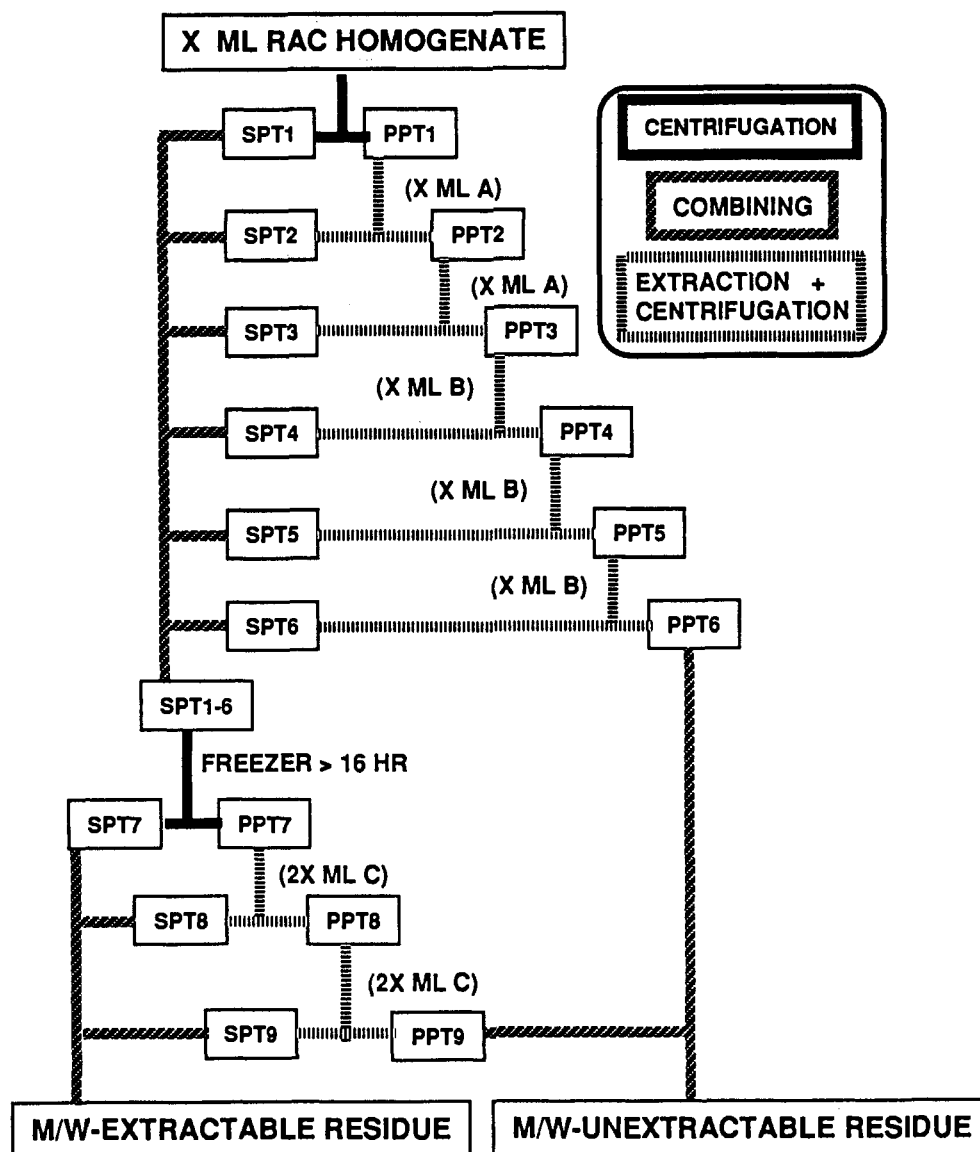 X ML RAC HOMOGENATE
CENTRIFUGATION
SPT1
PPT1
(X ML A)
COMBINING
SPT2
PPT2
(X ML A)
EXTRACTION +
CENTRIFUGATION
SPT3
PPT3
(X ML B)
SPT4
PPT4
(X ML B)
SPT5
PPT5
(X ML B)
SPT6
PPT6
SPT1-6
FREEZER > 16 HR
SPT7
PPT7
(2X ML C)
SPT8
PPT8
(2X ML C)
SPT9
PPT9
M/W-EXTRACTABLE RESIDUE
M/W-UNEXTRACTABLE RESIDUE